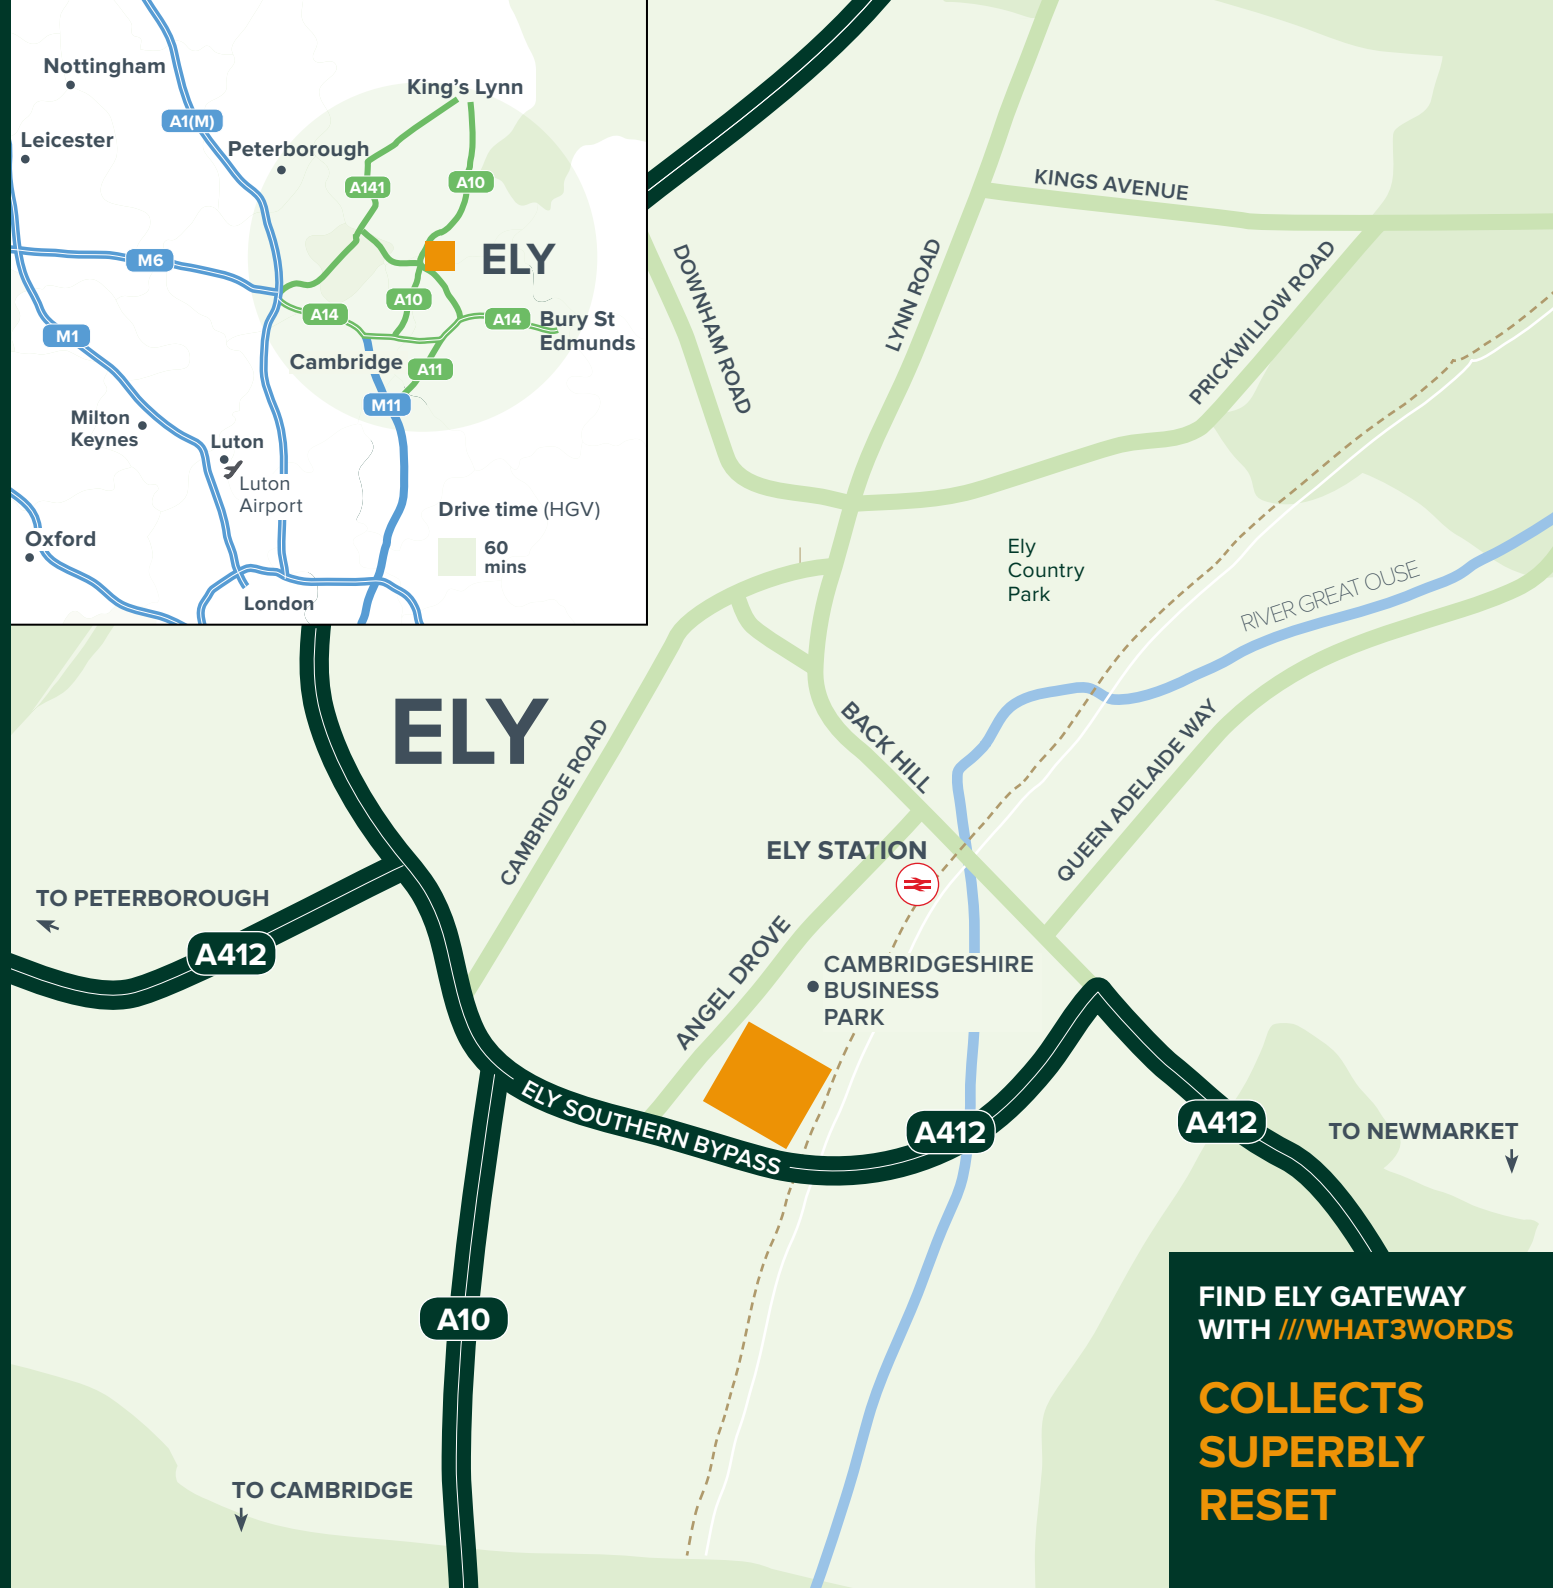 Nottingham
King's Lynn
A1(M)
Leicester
Peterborough
A141
A10
ELY
M6
A10
A14
A14
Bury St
Edmunds
M1
Cambridge
A11
M11
Milton
Keynes
Luton
Luton
Airport
Drive time (HGV)
60
mins
Oxford
London
KINGS AVENUE
DOWNHAM ROAD
LYNN ROAD
PRICKWILLOW ROAD
Ely
Country
Park
RIVER GREAT OUSE
ELY
CAMBRIDGE ROAD
BACK HILL
QUEEN ADELAIDE WAY
ELY STATION
TO PETERBOROUGH
A412
ANGEL DROVE
CAMBRIDGESHIRE
BUSINESS
PARK
ELY SOUTHERN BYPASS
A412
A412
TO NEWMARKET
A10
TO CAMBRIDGE
FIND ELY GATEWAY
WITH ///WHAT3WORDS
COLLECTS
SUPERBLY
RESET